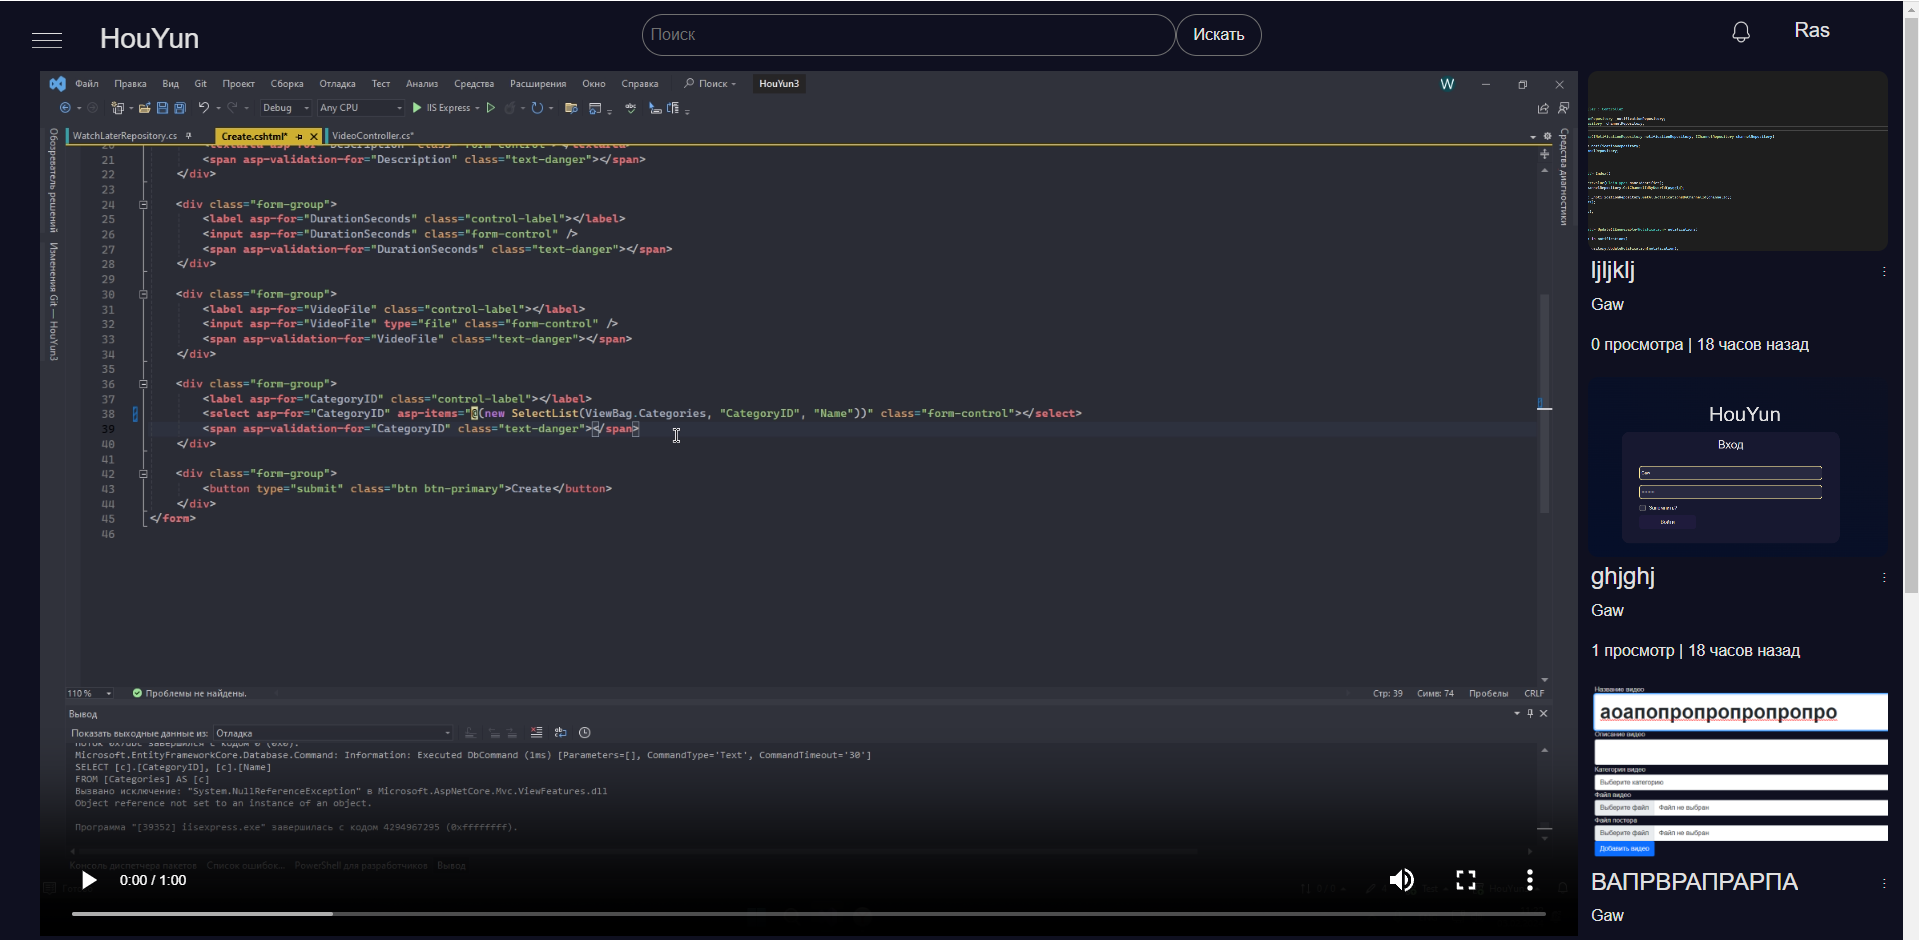 HouYun
Поиск
Искать
Ras
Файл Правка Вид Git Проект Сборка Отладка Тест Анализ Средства Расширения Окно Справка Поиск HouYun3
W
Debug Any CPU IIS Express
WatchLaterRepository.cs Create.cshtml* VideoController.cs*
Обозреватель решений
Изменения Git — HouYun3
Средства диагностики
21 <span asp-validation-for="Description" class="text-danger"></span>
22 </div>
23
24 <div class="form-group">
25 <label asp-for="DurationSeconds" class="control-label"></label>
26 <input asp-for="DurationSeconds" class="form-control" />
27 <span asp-validation-for="DurationSeconds" class="text-danger"></span>
28 </div>
29
30 <div class="form-group">
31 <label asp-for="VideoFile" class="control-label"></label>
32 <input asp-for="VideoFile" type="file" class="form-control" />
33 <span asp-validation-for="VideoFile" class="text-danger"></span>
34 </div>
35
36 <div class="form-group">
37 <label asp-for="CategoryID" class="control-label"></label>
38 <select asp-for="CategoryID" asp-items="@(new SelectList(ViewBag.Categories, "CategoryID", "Name"))" class="form-control"></select>
39 <span asp-validation-for="CategoryID" class="text-danger"></span>
40 </div>
41
42 <div class="form-group">
43 <button type="submit" class="btn btn-primary">Create</button>
44 </div>
45 </form>
46
110 % Проблемы не найдены. Стр: 39 Симв: 74 Пробелы CRLF
Вывод
Показать выходные данные из: Отладка
Microsoft.EntityFrameworkCore.Database.Command: Information: Executed DbCommand (1ms) [Parameters=[], CommandType='Text', CommandTimeout='30']
SELECT [c].[CategoryID], [c].[Name]
FROM [Categories] AS [c]
Вызвано исключение: "System.NullReferenceException" в Microsoft.AspNetCore.Mvc.ViewFeatures.dll
Object reference not set to an instance of an object.
Программа "[39352] iisexpress.exe" завершилась с кодом 4294967295 (0xffffffff).
Консоль диспетчера пакетов Список ошибок... PowerShell для разработчиков Вывод
0:00 / 1:00
ljljklj
Gaw
0 просмотра | 18 часов назад
HouYun
Вход
Запомнить?
Войти
ghjghj
Gaw
1 просмотр | 18 часов назад
Название видео
аоапопропропропропро
Описание видео
Категория видео
Выберите категорию
Файл видео
Выберите файл Файл не выбран
Файл постера
Выберите файл Файл не выбран
Добавить видео
ВАПРВРАПРАРПА
Gaw